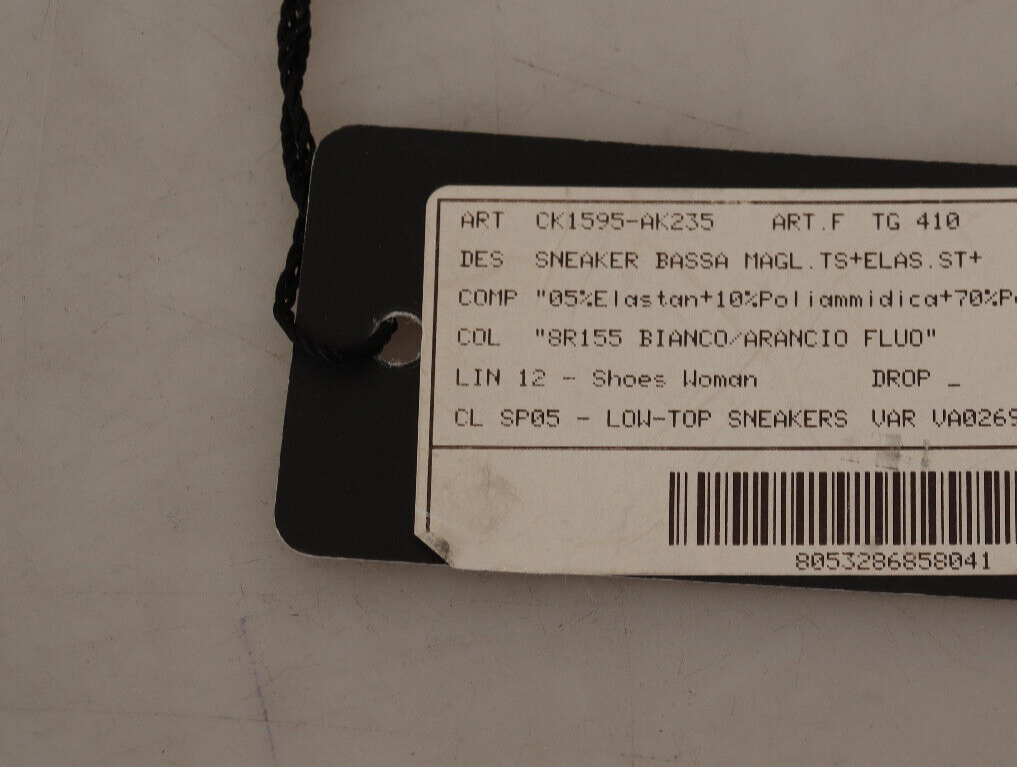 ART CK1595-AK235 ART.F TG 410
DES SNEAKER BASSA MAGL.TS+ELAS.ST+
COMP "05%Elastan+10%Poliammidica+70%P
COL "8R155 BIANCO/ARANCIO FLUO"
LIN 12 - Shoes Woman DROP _
CL SP05 - LOW-TOP SNEAKERS VAR VA0269
8053286858041